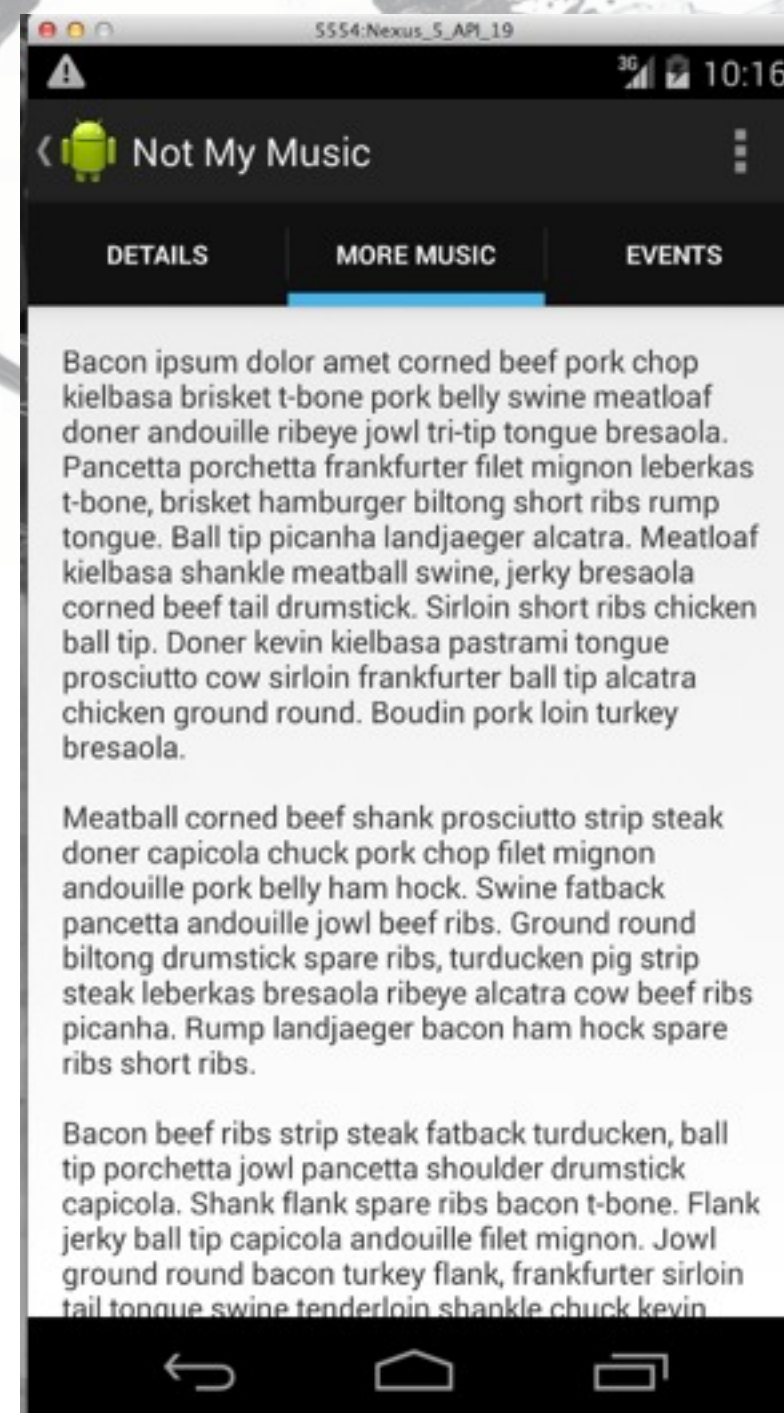 5554:Nexus_5_API_19
3G 10:16
Not My Music
DETAILS MORE MUSIC EVENTS
Bacon ipsum dolor amet corned beef pork chop
kielbasa brisket t-bone pork belly swine meatloaf
doner andouille ribeye jowl tri-tip tongue bresaola.
Pancetta porchetta frankfurter filet mignon leberkas
t-bone, brisket hamburger biltong short ribs rump
tongue. Ball tip picanha landjaeger alcatra. Meatloaf
kielbasa shankle meatball swine, jerky bresaola
corned beef tail drumstick. Sirloin short ribs chicken
ball tip. Doner kevin kielbasa pastrami tongue
prosciutto cow sirloin frankfurter ball tip alcatra
chicken ground round. Boudin pork loin turkey
bresaola.
Meatball corned beef shank prosciutto strip steak
doner capicola chuck pork chop filet mignon
andouille pork belly ham hock. Swine fatback
pancetta andouille jowl beef ribs. Ground round
biltong drumstick spare ribs, turducken pig strip
steak leberkas bresaola ribeye alcatra cow beef ribs
picanha. Rump landjaeger bacon ham hock spare
ribs short ribs.
Bacon beef ribs strip steak fatback turducken, ball
tip porchetta jowl pancetta shoulder drumstick
capicola. Shank flank spare ribs bacon t-bone. Flank
jerky ball tip capicola andouille filet mignon. Jowl
ground round bacon turkey flank, frankfurter sirloin
tail tongue swine tenderloin shankle chuck kevin